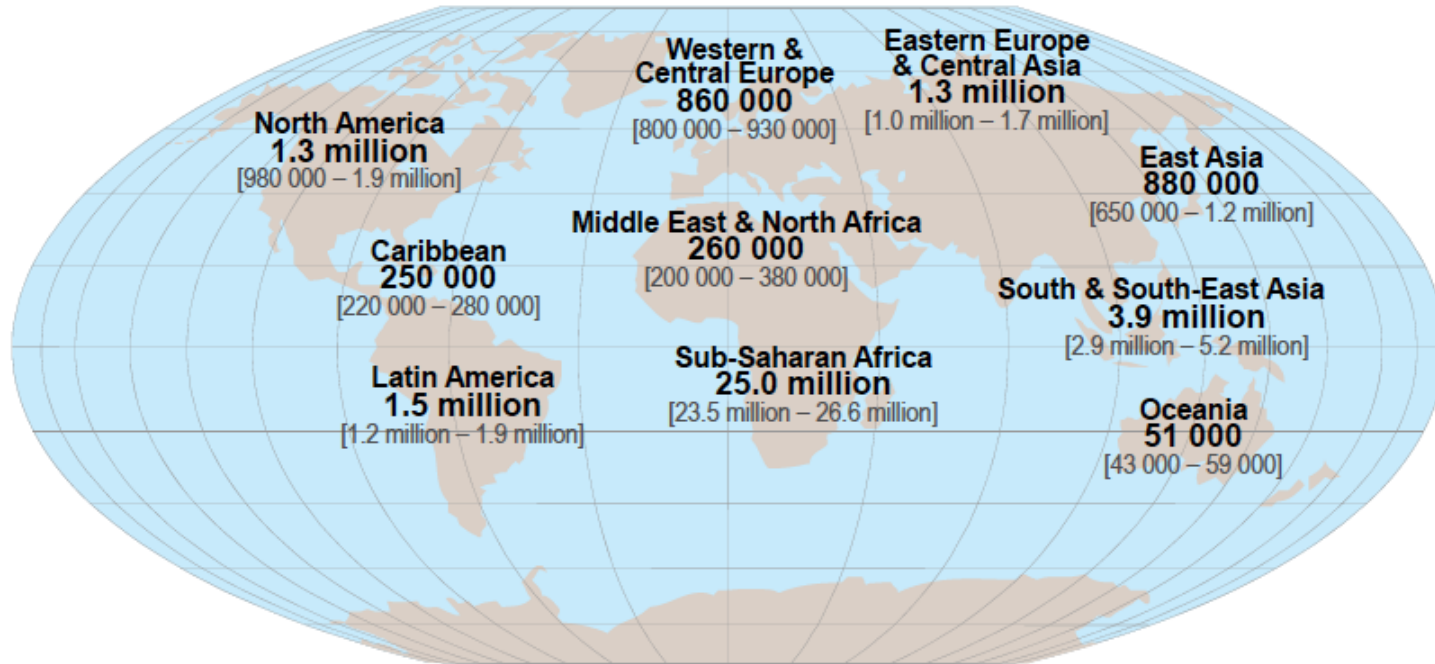 Western &
Central Europe
860 000
[800 000 – 930 000]
Eastern Europe
& Central Asia
1.3 million
[1.0 million – 1.7 million]
North America
1.3 million
[980 000 – 1.9 million]
East Asia
880 000
[650 000 – 1.2 million]
Middle East & North Africa
260 000
[200 000 – 380 000]
Caribbean
250 000
[220 000 – 280 000]
South & South-East Asia
3.9 million
[2.9 million – 5.2 million]
Sub-Saharan Africa
25.0 million
[23.5 million – 26.6 million]
Latin America
1.5 million
[1.2 million – 1.9 million]
Oceania
51 000
[43 000 – 59 000]